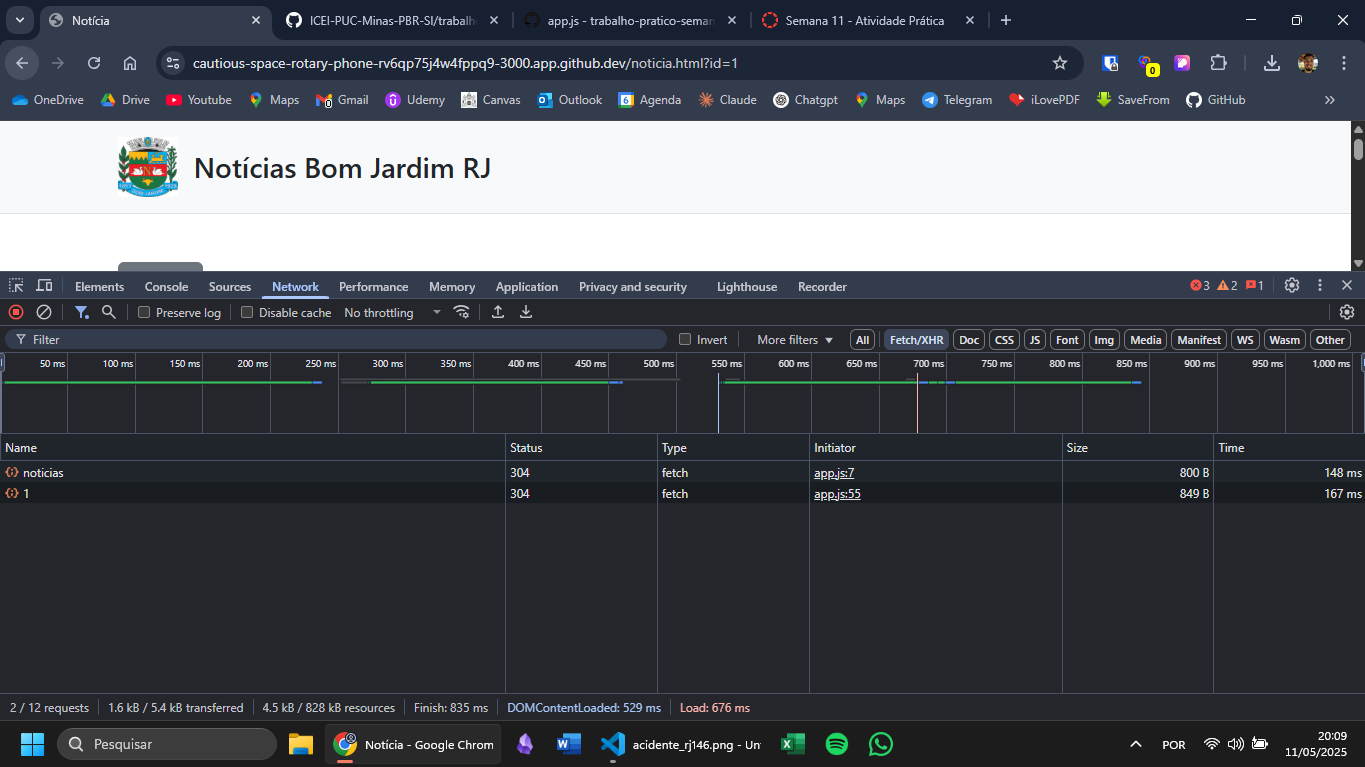 Notícia
ICEI-PUC-Minas-PBR-SI/trabalho
app.js - trabalho-pratico-seman
Semana 11 - Atividade Prática
cautious-space-rotary-phone-rv6qp75j4w4fppq9-3000.app.github.dev/noticia.html?id=1
0
OneDrive Drive Youtube Maps Gmail Udemy Canvas Outlook 6 Agenda Claude Chatgpt Maps Telegram iLovePDF SaveFrom GitHub »
Notícias Bom Jardim RJ
Elements Console Sources Network Performance Memory Application Privacy and security Lighthouse Recorder 3 2 1
Preserve log Disable cache No throttling
Filter Invert More filters All Fetch/XHR Doc CSS JS Font Img Media Manifest WS Wasm Other
50 ms 100 ms 150 ms 200 ms 250 ms 300 ms 350 ms 400 ms 450 ms 500 ms 550 ms 600 ms 650 ms 700 ms 750 ms 800 ms 850 ms 900 ms 950 ms 1,000 ms
Name Status Type Initiator Size Time
noticias 304 fetch app.js:7 800 B 148 ms
1 304 fetch app.js:55 849 B 167 ms
2 / 12 requests 1.6 kB / 5.4 kB transferred 4.5 kB / 828 kB resources Finish: 835 ms DOMContentLoaded: 529 ms Load: 676 ms
Pesquisar Notícia - Google Chrom acidente_rj146.png - Un POR 20:09
11/05/2025